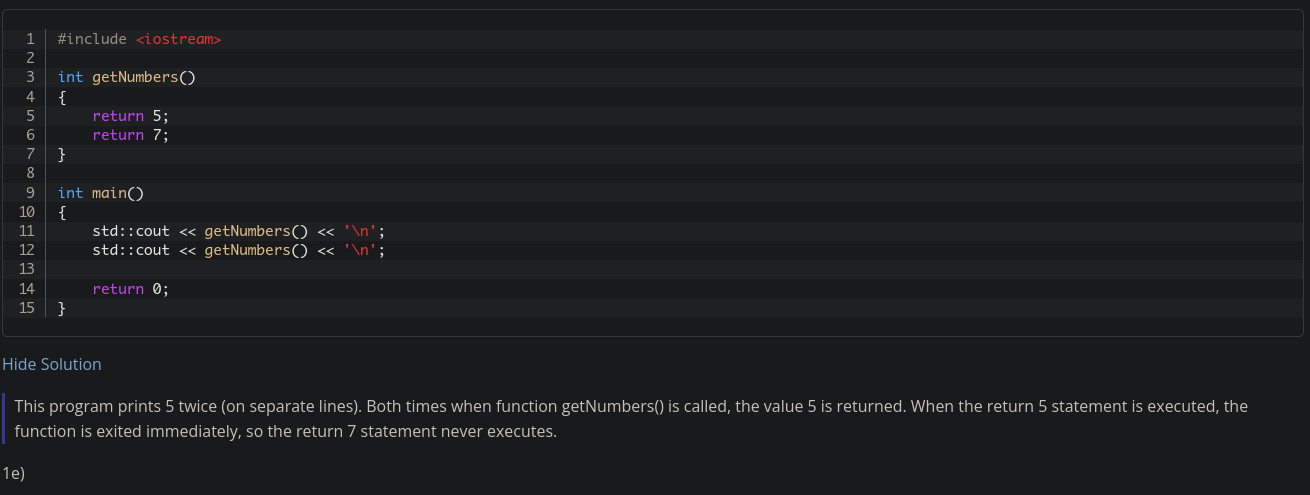 1 #include <iostream>
2
3 int getNumbers()
4 {
5     return 5;
6     return 7;
7 }
8
9 int main()
10 {
11     std::cout << getNumbers() << '\n';
12     std::cout << getNumbers() << '\n';
13
14     return 0;
15 }
Hide Solution
This program prints 5 twice (on separate lines). Both times when function getNumbers() is called, the value 5 is returned. When the return 5 statement is executed, the
function is exited immediately, so the return 7 statement never executes.
1e)